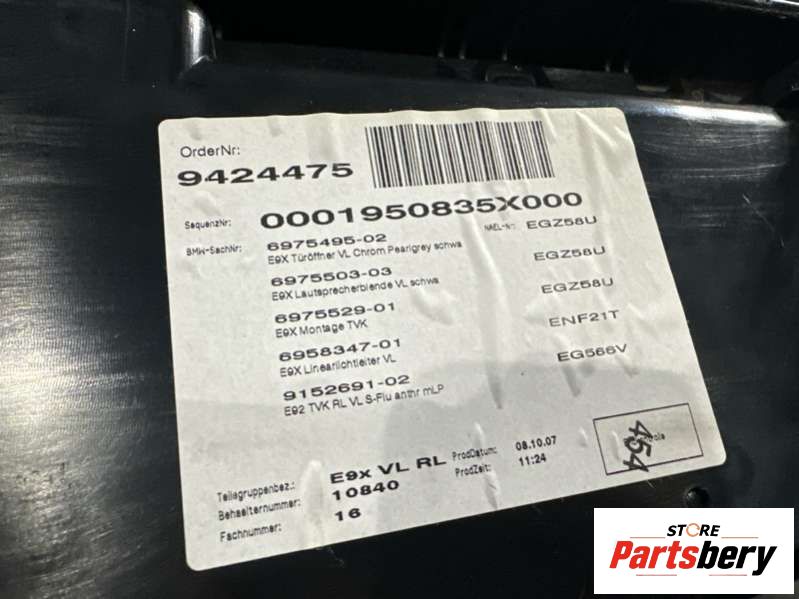 OrderNr:
9424475
SequenzNr: 0001950835X000
BMW-SachNr: 6975495-02 NAEL-Nr: EGZ58U
E9X Türöffner VL Chrom Pearlgrey schwa
6975503-03 EGZ58U
E9X Lautsprecherblende VL schwa
6975529-01 EGZ58U
E9X Montage TVK
6958347-01 ENF21T
E9X Linearlichtleiter VL
9152691-02 EG566V
E92 TVK RL VL S-Flu anthr mLP
Teilegruppenbez.: E9x VL RL ProdDatum: 08.10.07
Behaelternummer: 10840 ProdZeit: 11:24
Fachnummer: 16
454
STORE
Partsbery